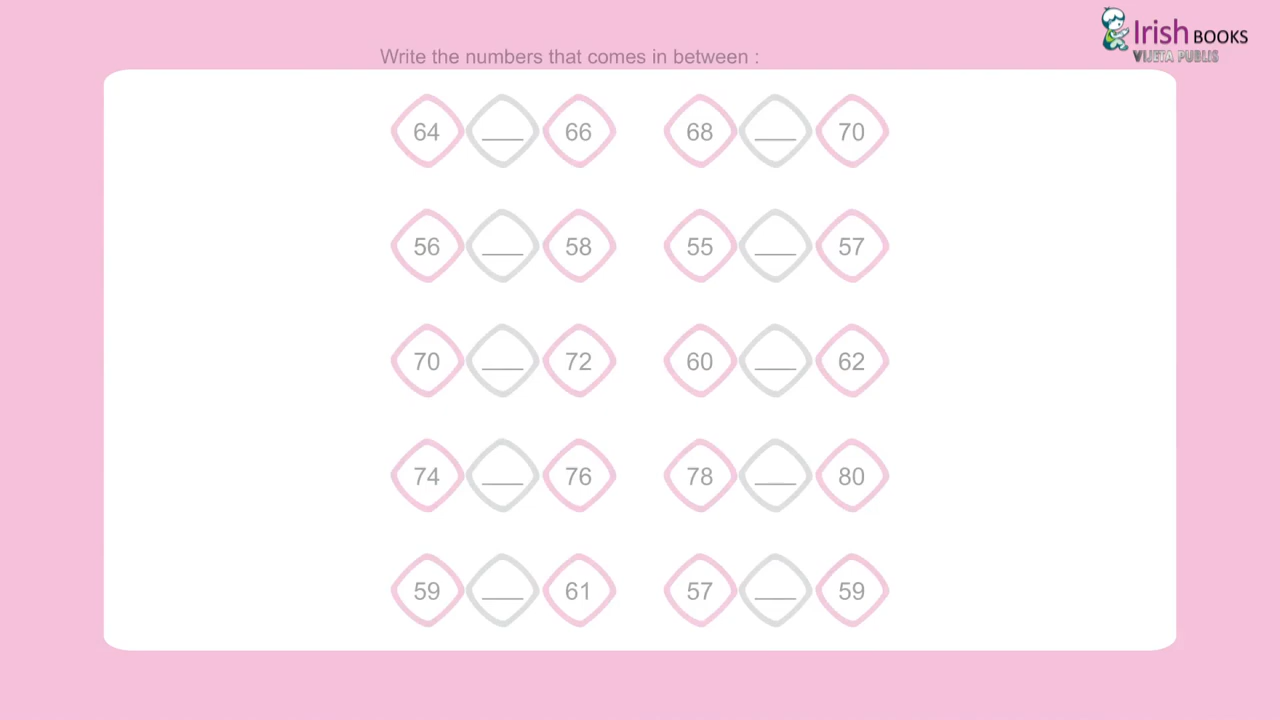 Irish BOOKS
VIJETA PUBLIS
Write the numbers that comes in between :
64 ___ 66 68 ___ 70
56 ___ 58 55 ___ 57
70 ___ 72 60 ___ 62
74 ___ 76 78 ___ 80
59 ___ 61 57 ___ 59